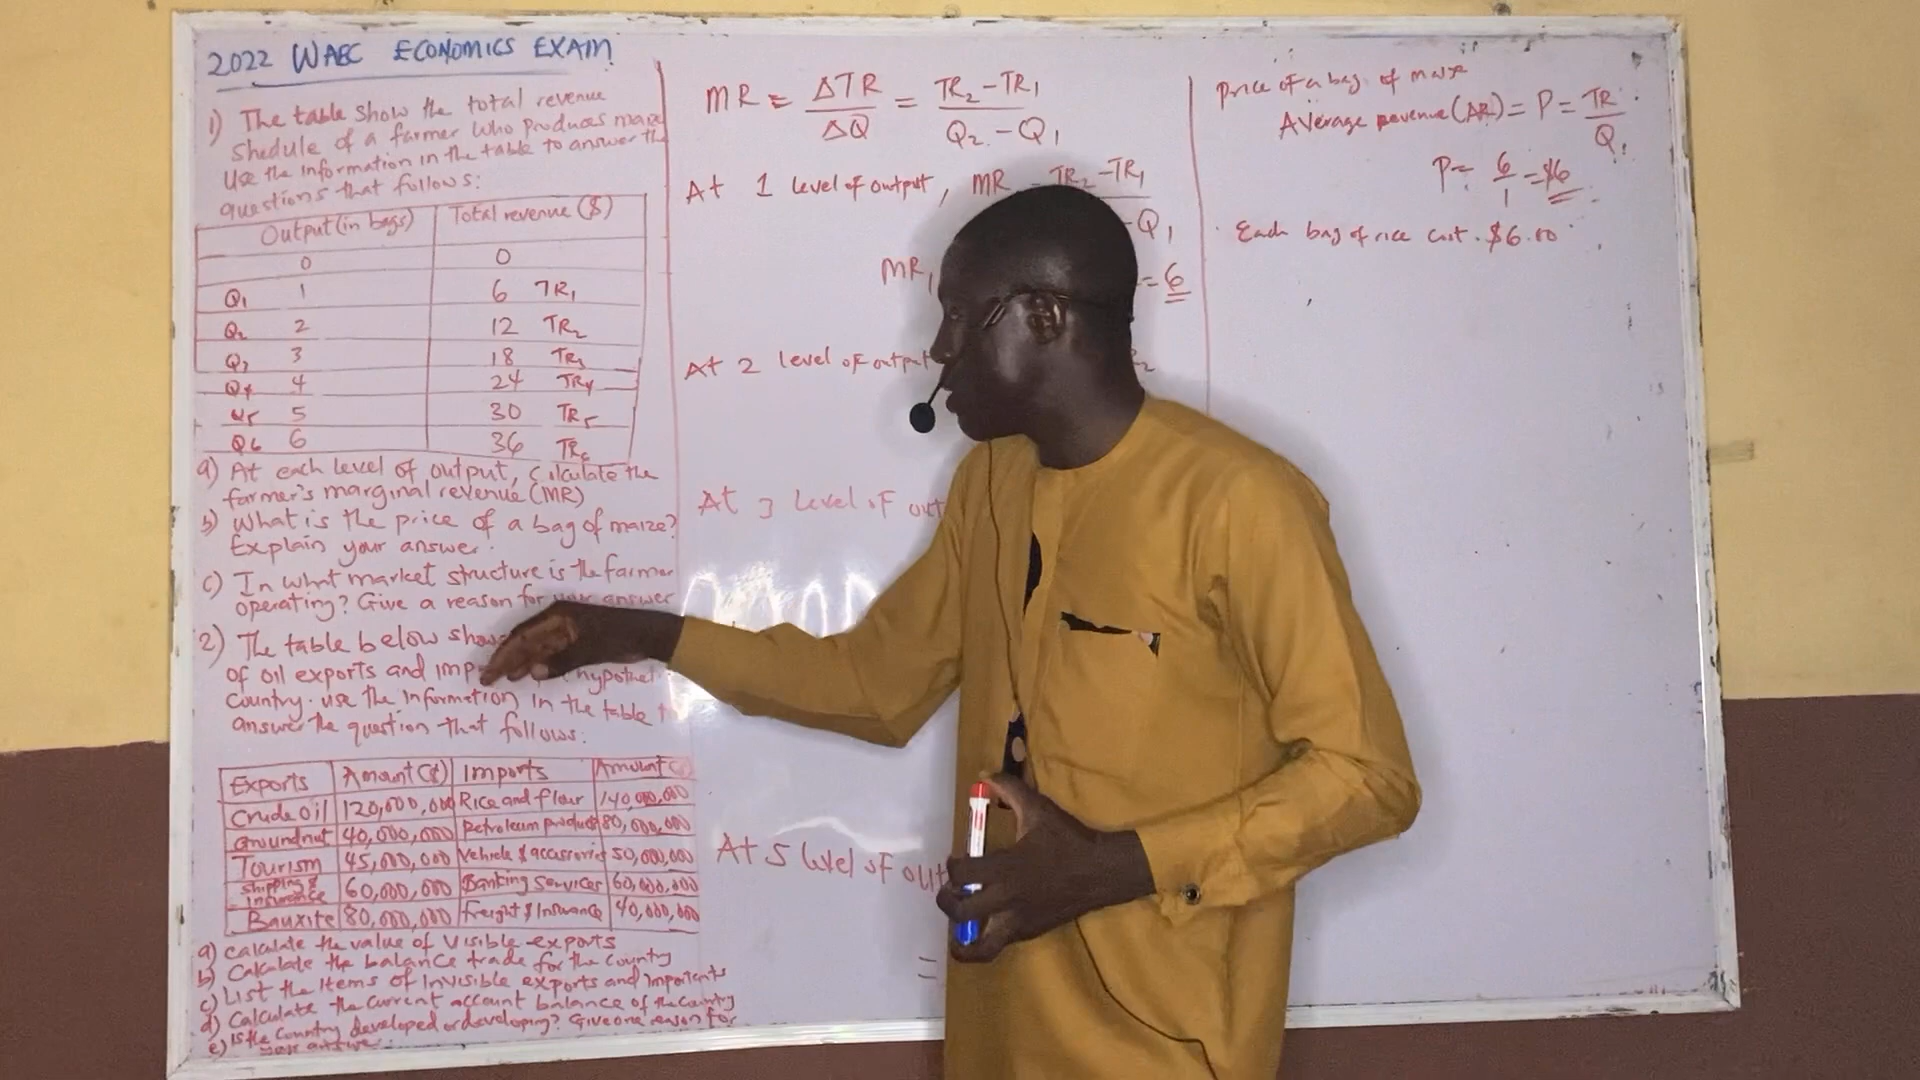 2022 WAEC ECONOMICS EXAM
1) The table show the total revenue
Shedule of a farmer who produces maize
Use the information in the table to answer the
questions that follows:
Output (in bags) Total revenue ($)
0 0
Q1 1 6 TR1
Q2 2 12 TR2
Q3 3 18 TR3
Q4 4 24 TR4
Q5 5 30 TR5
Q6 6 36 TR6
a) At each level of output, calculate the
farmer's marginal revenue (MR)
b) What is the price of a bag of maize?
Explain your answer.
c) In what market structure is the farmer
operating? Give a reason for your answer
2) The table below show
of oil exports and imp hypothet
Country. use the information in the table t
answer the question that follows:
Exports Amount ($) Imports Amount ($)
Crude oil 120,000,000 Rice and flour 140,000,000
Groundnut 40,000,000 Petroleum product 80,000,000
Tourism 45,000,000 Vehicle & accessories 50,000,000
Shipping & insurance 60,000,000 Banking services 60,000,000
Bauxite 80,000,000 Freight & Insurance 40,000,000
a) calculate the value of visible exports
b) Calculate the balance trade for the country
c) List the items of invisible exports and
d) Calculate the current account balance of the country
e) Is the country developed or developing? Give one reason for
your answer
MR = ΔTR/ΔQ = TR2-TR1/Q2-Q1
At 1 level of output, MR = TR2-TR1
-Q1
MR1 = 6
At 2 level of output
At 3 level of out
At 5 level of out
=
Price of a bag of maize
Average revenue (AR) = P = TR/Q
P = 6/1 = $6
Each bag of rice cost $6.00